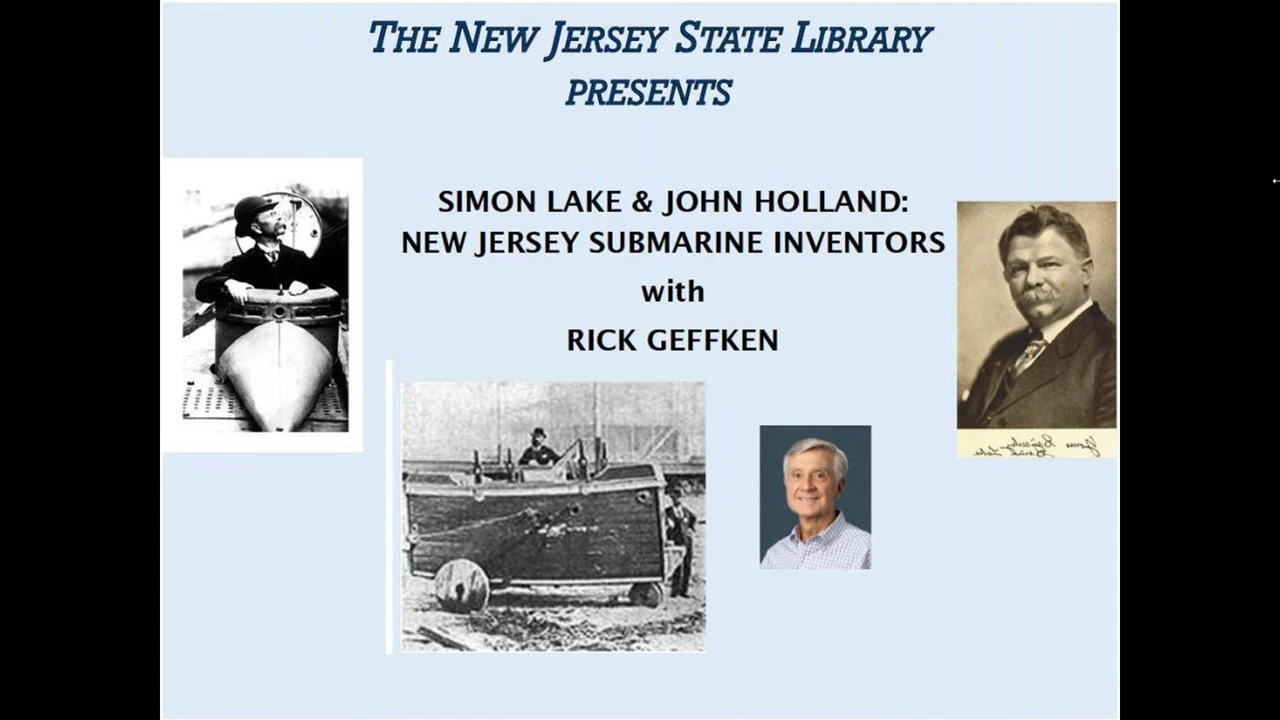 THE NEW JERSEY STATE LIBRARY
PRESENTS
SIMON LAKE & JOHN HOLLAND:
NEW JERSEY SUBMARINE INVENTORS
with
RICK GEFFKEN